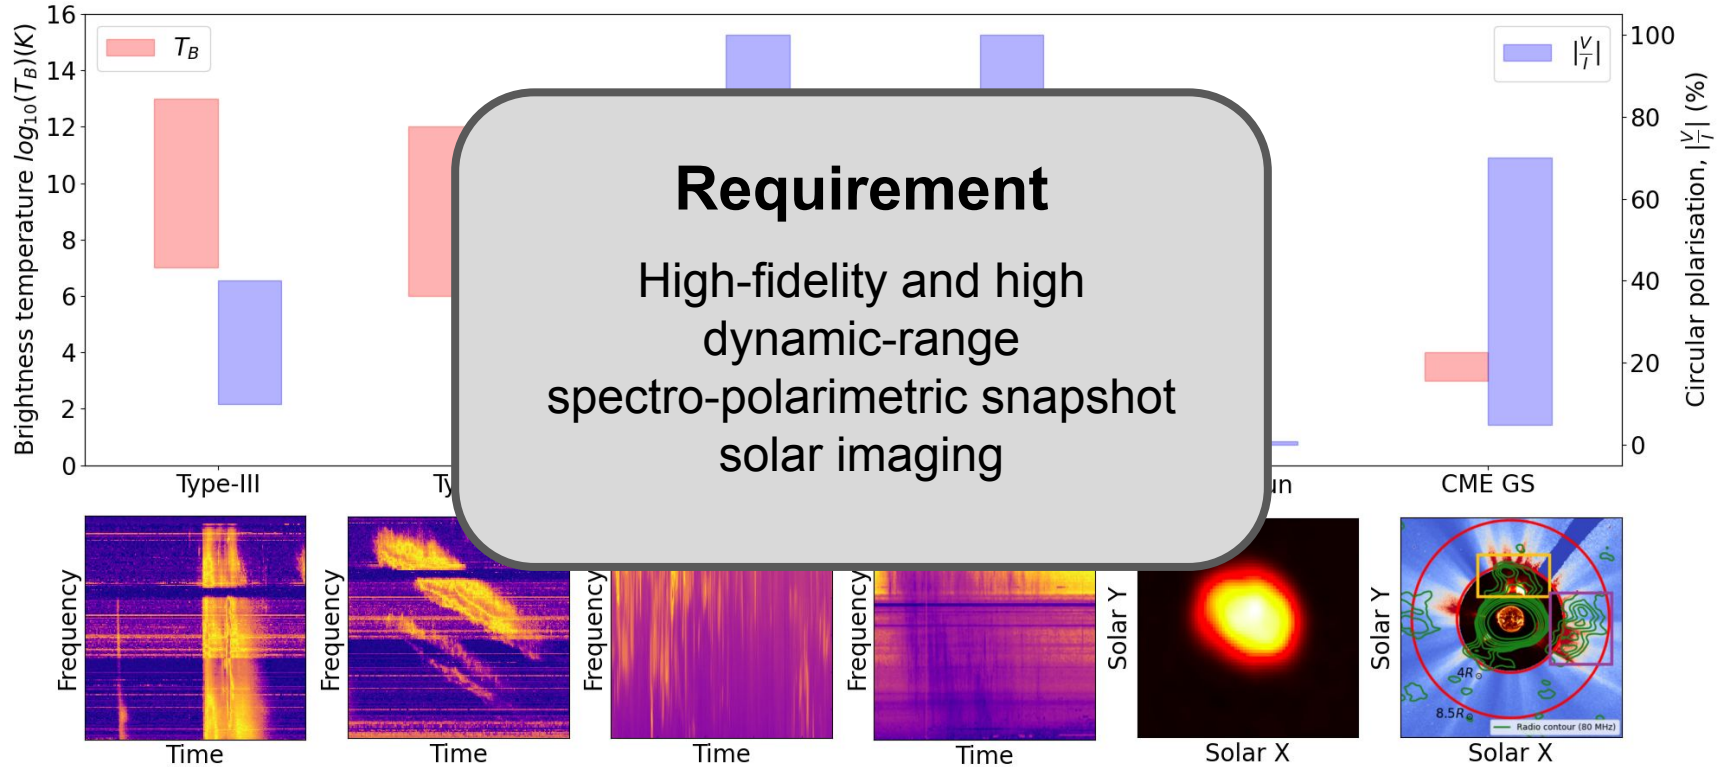 16
14
12
10
8
6
4
2
0
Brightness temperature log₁₀(T_B)(K)
T_B
|V/I|
100
80
60
40
20
0
Circular polarisation, |V/I| (%)
Requirement
High-fidelity and high
dynamic-range
spectro-polarimetric snapshot
solar imaging
Type-III
CME GS
Frequency
Time
Frequency
Time
Frequency
Time
Frequency
Time
Solar Y
Solar X
Solar Y
4R☉
8.5R☉
Radio contour (80 MHz)
Solar X